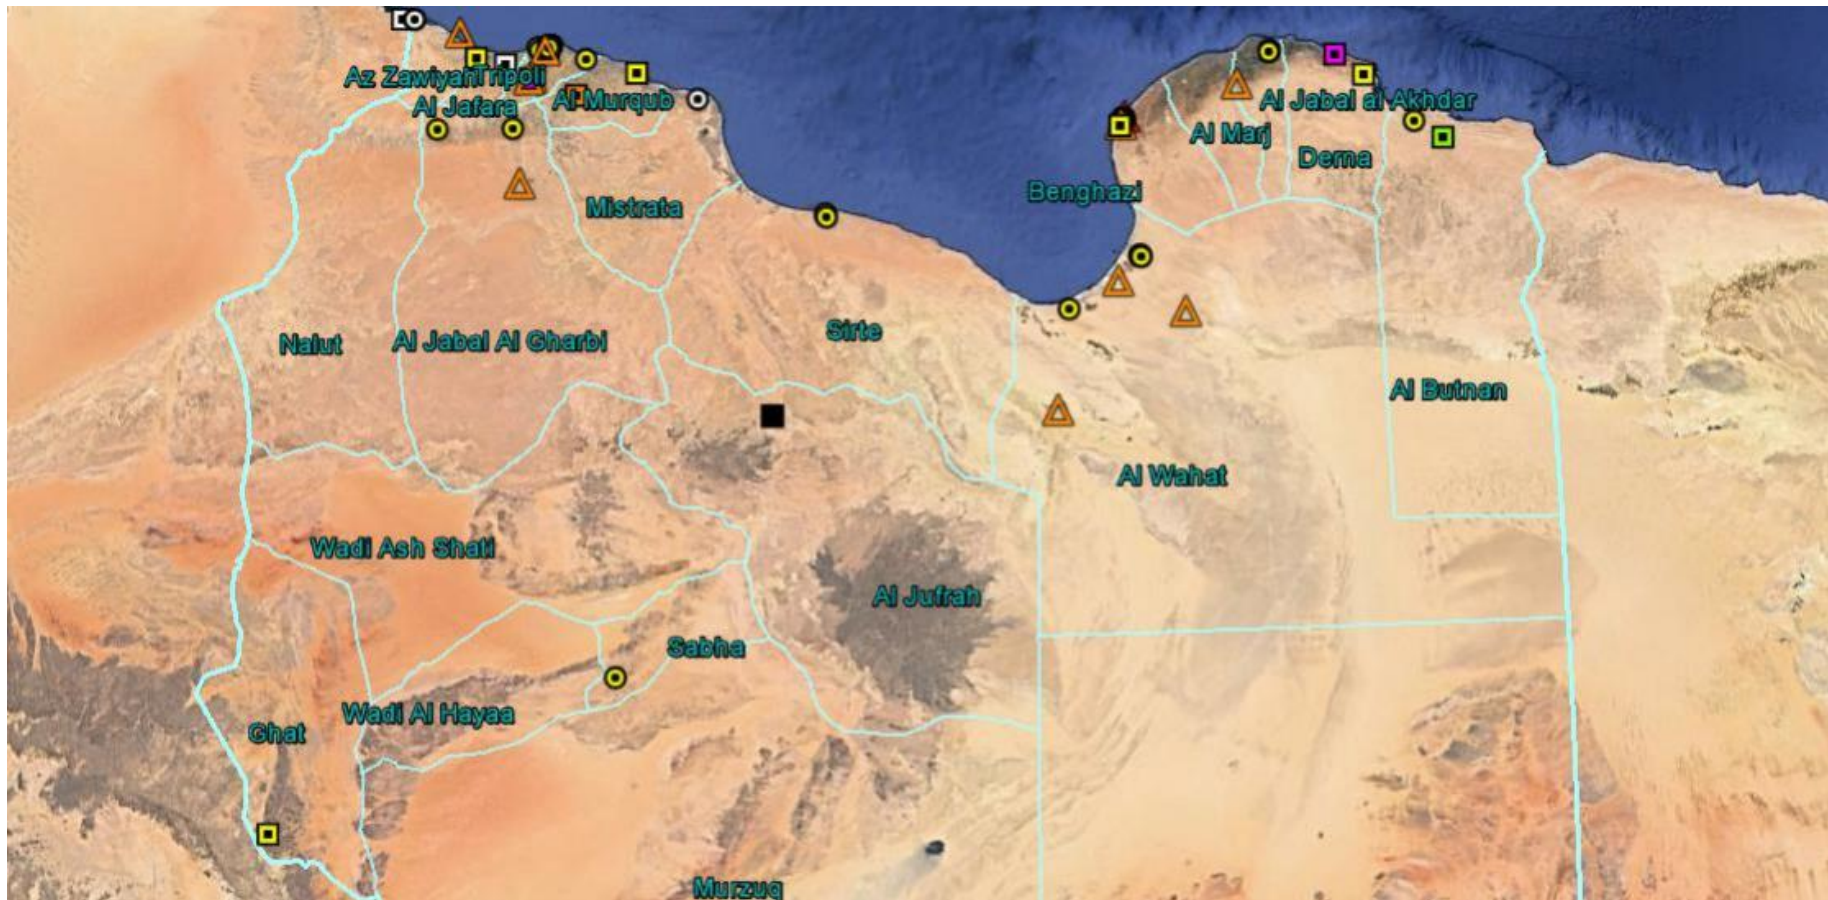 Az Zawiyah
Tripoli
Al Jafara
Al Murqub
Al Jabal al Akhdar
Al Marj
Derna
Benghazi
Mistrata
Nalut
Al Jabal Al Gharbi
Sirte
Al Butnan
Al Wahat
Wadi Ash Shati
Al Jufrah
Sabha
Wadi Al Hayaa
Ghat
Murzuq